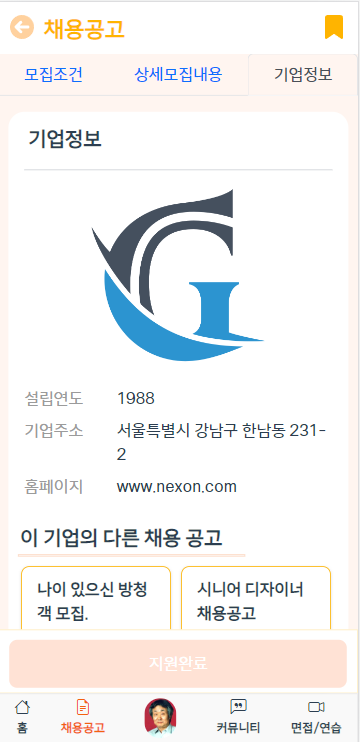 채용공고
모집조건 상세모집내용 기업정보
기업정보
G
설립연도 1988
기업주소 서울특별시 강남구 한남동 231-
2
홈페이지 www.nexon.com
이 기업의 다른 채용 공고
나이 있으신 방청
객 모집.
시니어 디자이너
채용공고
지원완료
홈 채용공고 커뮤니티 면접/연습